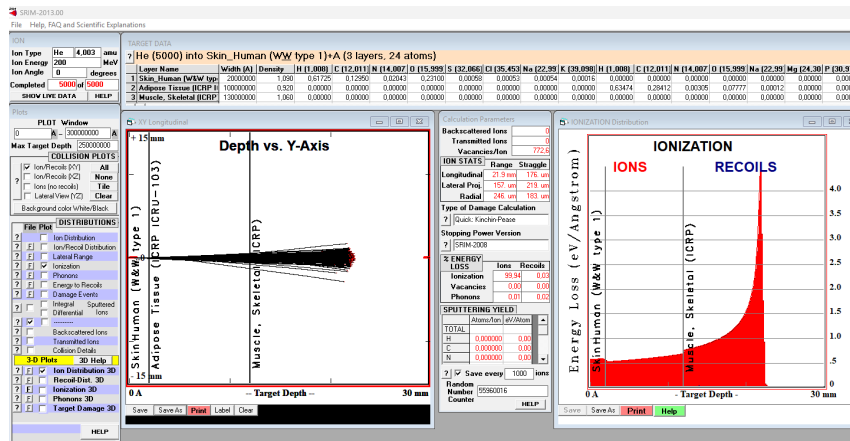 SRIM-2013.00
File Help, FAQ and Scientific Explanations
ION
Ion Type He 4,003 amu
Ion Energy 200 MeV
Ion Angle 0 degrees
Completed 5000 of 5000
SHOW LIVE DATA HELP
Plots
PLOT Window
0 A - 300000000 A
Max Target Depth 250000000
COLLISION PLOTS
Ion/Recoils (XY) All
Ion/Recoils (XZ) None
Ions (no recoils) Tile
Lateral View (YZ) Clear
? Background color White/Black
DISTRIBUTIONS
File Plot
? Ion Distribution
? F Ion/Recoil Distribution
? F Lateral Range
? F Ionization
? F Phonons
? F Energy to Recoils
? F Damage Events
? Integral Sputtered
Differential Ions
? ---------
? Backscattered Ions
? Transmitted Ions
? Collision Details
3-D Plots 3D Help
? F Ion Distribution 3D
? F Recoil-Dist. 3D
? F Ionization 3D
? F Phonons 3D
? F Target Damage 3D
HELP
TARGET DATA
? He (5000) into Skin_Human (WW type 1)+A (3 layers, 24 atoms)
Layer Name Width (A) Density H (1,008) C (12,011) N (14,007 O (15,999 S (32,066) Cl (35,453 Na (22,99 K (39,098) H (1,008) C (12,011) N (14,007 O (15,999 Na (22,99 Mg (24,30 P (30,97
1 Skin_Human (WW type 20000000 1,090 0,61725 0,12950 0,02043 0,23100 0,00058 0,00053 0,00054 0,00016 0,00000 0,00000 0,00000 0,00000 0,00000 0,00000 0,0000
2 Adipose Tissue (ICRP I 10000000 0,920 0,00000 0,00000 0,00000 0,00000 0,00000 0,00000 0,00000 0,00000 0,63474 0,28412 0,00305 0,07777 0,00012 0,00000 0,0000
3 Muscle, Skeletal (ICRP 13000000 1,060 0,00000 0,00000 0,00000 0,00000 0,00000 0,00000 0,00000 0,00000 0,00000 0,00000 0,00000 0,00000 0,00000 0,00000 0,0000
XY Longitudinal
+ 15 mm
Depth vs. Y-Axis
0
- 15 mm
Skin Human (W&W type 1)
Adipose Tissue (ICRP ICRU-103)
Muscle, Skeletal (ICRP)
0 A -- Target Depth -- 30 mm
Save Save As Print Label Clear
Calculation Parameters
Backscattered Ions 0
Transmitted Ions 0
Vacancies/Ion 772,6
ION STATS Range Straggle
Longitudinal 21.9 mm 176. um
Lateral Proj. 157. um 219. um
Radial 246. um 183. um
Type of Damage Calculation
? Quick: Kinchin-Pease
Stopping Power Version
? SRIM-2008
% ENERGY LOSS Ions Recoils
Ionization 99,94 0,03
Vacancies 0,00 0,00
Phonons 0,01 0,02
SPUTTERING YIELD
Atoms/Ion eV/Atom
TOTAL
H 0,000000 0,00
C 0,000000 0,00
N 0,000000 0,00
? Save every 1000 ions
Random Number Counter 55960016
HELP
IONIZATION Distribution
IONIZATION
IONS RECOILS
Energy Loss (eV/Angstrom)
Skin Human (W&W type 1)
Muscle, Skeletal (ICRP)
4.0
3.5
3.0
2.5
2.0
1.5
1.0
.5
0
0 A - Target Depth - 30 mm
Save Save As Print Help